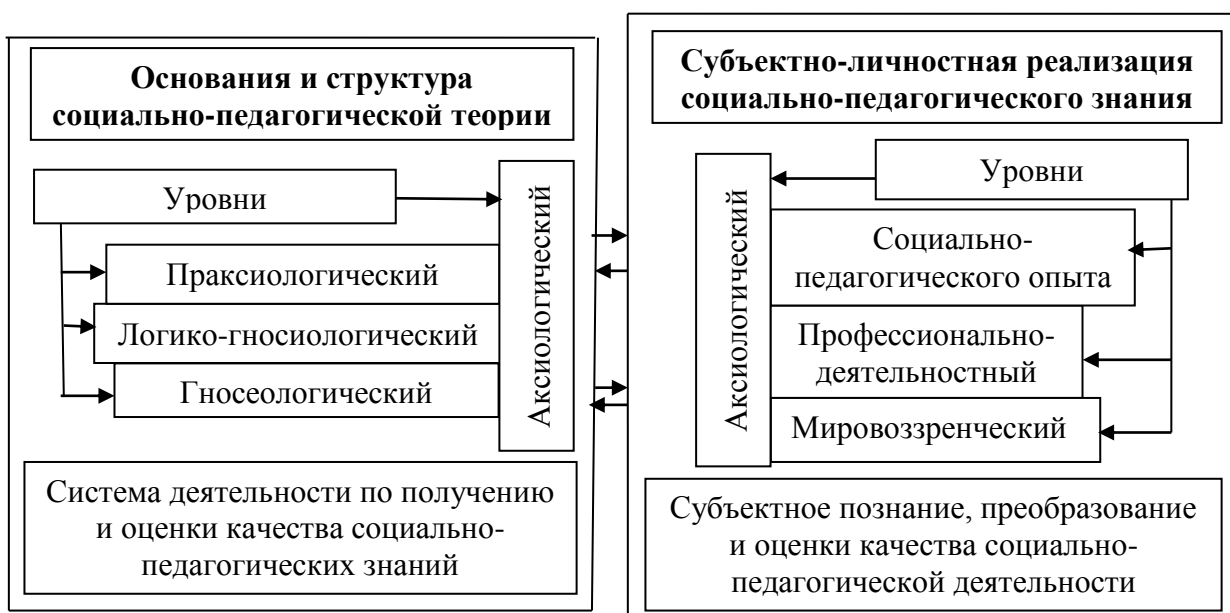 Основания и структура
социально-педагогической теории
Уровни
Аксиологический
Праксиологический
Логико-гносиологический
Гносеологический
Система деятельности по получению
и оценки качества социально-
педагогических знаний
Субъектно-личностная реализация
социально-педагогического знания
Уровни
Аксиологический
Социально-
педагогического опыта
Профессионально-
деятельностный
Мировоззренческий
Субъектное познание, преобразование
и оценки качества социально-
педагогической деятельности